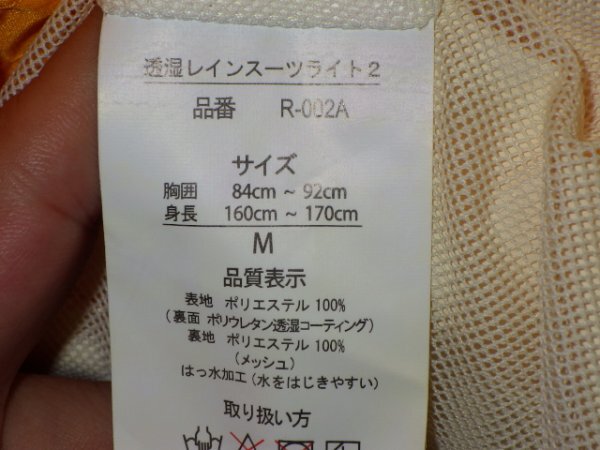 透湿レインスーツライト2
品番 R-002A
サイズ
胸囲 84cm ~ 92cm
身長 160cm ~ 170cm
M
品質表示
表地 ポリエステル 100%
(裏面 ポリウレタン透湿コーティング)
裏地 ポリエステル 100%
(メッシュ)
はっ水加工 (水をはじきやすい)
取り扱い方